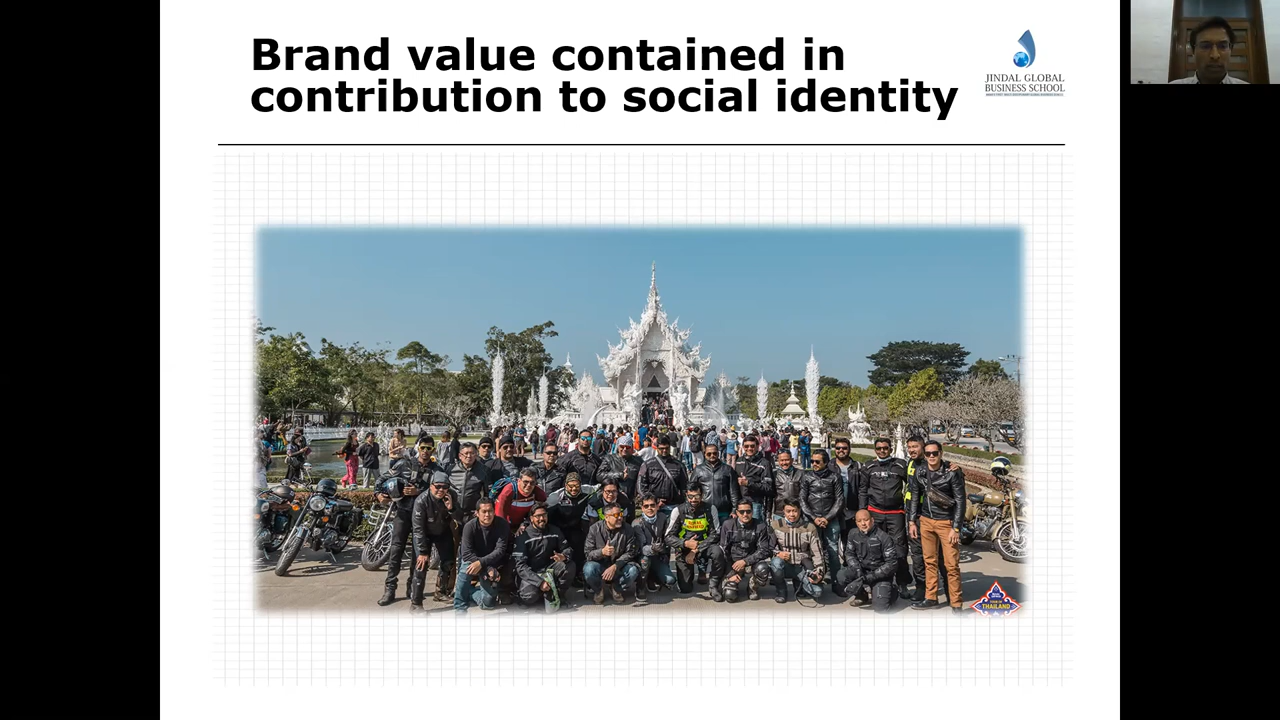 Brand value contained in
contribution to social identity
JINDAL GLOBAL
BUSINESS SCHOOL
THAILAND